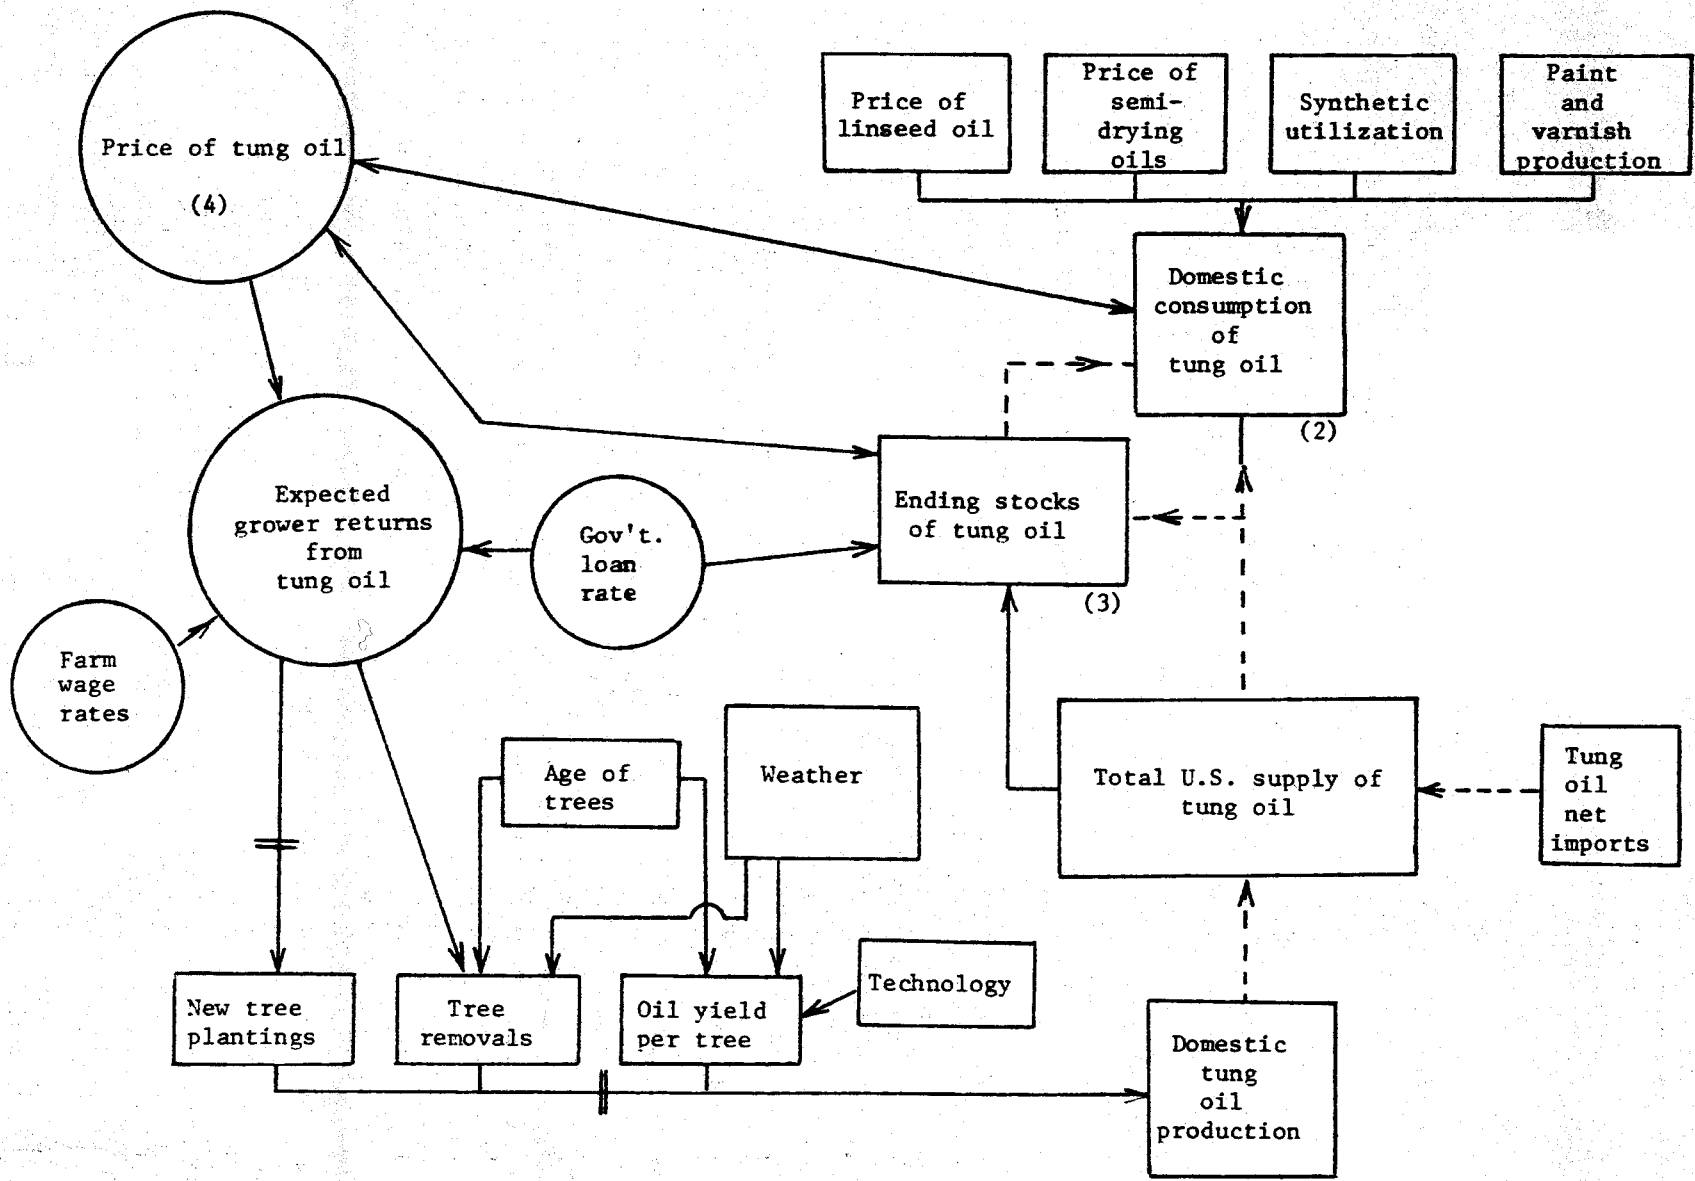 Price of tung oil
(4)
Price of
linseed oil
Price of
semi-
drying
oils
Synthetic
utilization
Paint
and
varnish
production
Domestic
consumption
of
tung oil
(2)
Ending stocks
of tung oil
(3)
Expected
grower returns
from
tung oil
Gov't.
loan
rate
Farm
wage
rates
Age of
trees
Weather
Total U.S. supply of
tung oil
Tung
oil
net
imports
New tree
plantings
Tree
removals
Oil yield
per tree
Technology
Domestic
tung
oil
production